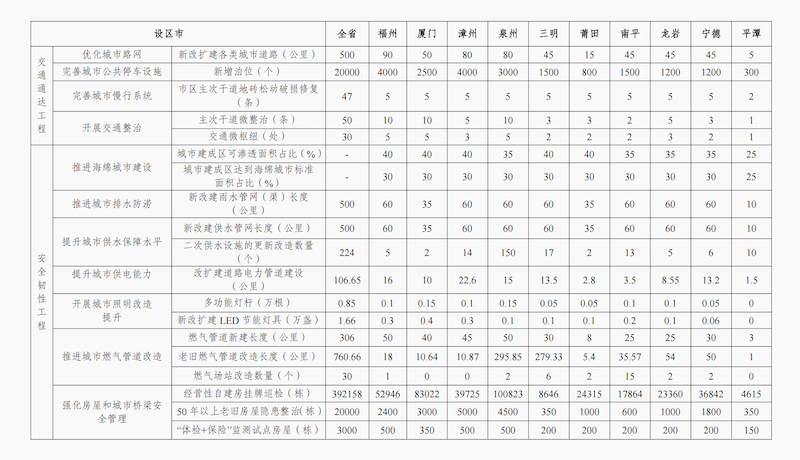 设区市 全省 福州 厦门 漳州 泉州 三明 莆田 南平 龙岩 宁德 平潭
交通通达工程
优化城市路网 新改扩建各类城市道路（公里） 500 90 50 80 80 45 15 45 45 45 5
完善城市公共停车设施 新增泊位（个） 20000 4000 2500 4000 3000 1500 800 1500 1200 1200 300
完善城市慢行系统 市区主次干道地砖松动破损修复
（条） 47 5 5 5 5 5 5 5 5 5 2
开展交通整治 主次干道微整治（条） 50 10 10 5 10 3 3 2 5 3 1
交通微枢纽（处） 30 5 5 3 5 2 2 2 3 2 1
安全韧性工程
推进海绵城市建设 城市建成区可渗透面积占比(%) - 40 40 40 35 40 40 35 35 35 25
城市建成区达到海绵城市标准
面积占比(%) - 30 30 30 30 30 30 30 30 30 25
推进城市排水防涝 新改建雨水管网（渠）长度
（公里） 500 60 35 60 60 60 35 60 60 60 10
提升城市供水保障水平 新改建供水管网长度（公里） 500 60 35 60 60 60 35 60 60 60 10
二次供水设施的更新改造数量
（个） 224 5 2 14 150 17 2 13 5 6 10
提升城市供电能力 改扩建道路电力管道建设
（公里） 106.65 16 10 22.6 15 13.5 2.8 3.5 8.55 13.2 1.5
开展城市照明改造
提升 多功能灯杆（万根） 0.85 0.1 0.15 0.1 0.15 0.05 0.05 0.1 0.1 0.05 0
新改扩建 LED 节能灯具（万盏） 1.66 0.3 0.4 0.3 0.1 0.1 0.1 0.2 0.1 0.06 0
推进城市燃气管道改造 燃气管道新建长度（公里） 306 50 40 45 50 30 8 25 25 30 3
老旧燃气管道改造长度（公里） 760.66 18 10.64 10.87 295.85 279.33 5.4 35.57 54 50 1
燃气场站改造数量（个） 30 1 0 0 2 6 2 15 2 2 0
强化房屋和城市桥梁安
全管理 经营性自建房挂牌巡检（栋） 392158 52946 83022 39725 100823 8646 24315 17864 23360 36842 4615
50 年以上老旧房屋隐患整治(栋) 20000 2400 3000 5000 4500 350 1000 600 1000 1800 350
“体检+保险”监测试点房屋（栋） 3000 500 350 500 500 200 200 200 200 200 150